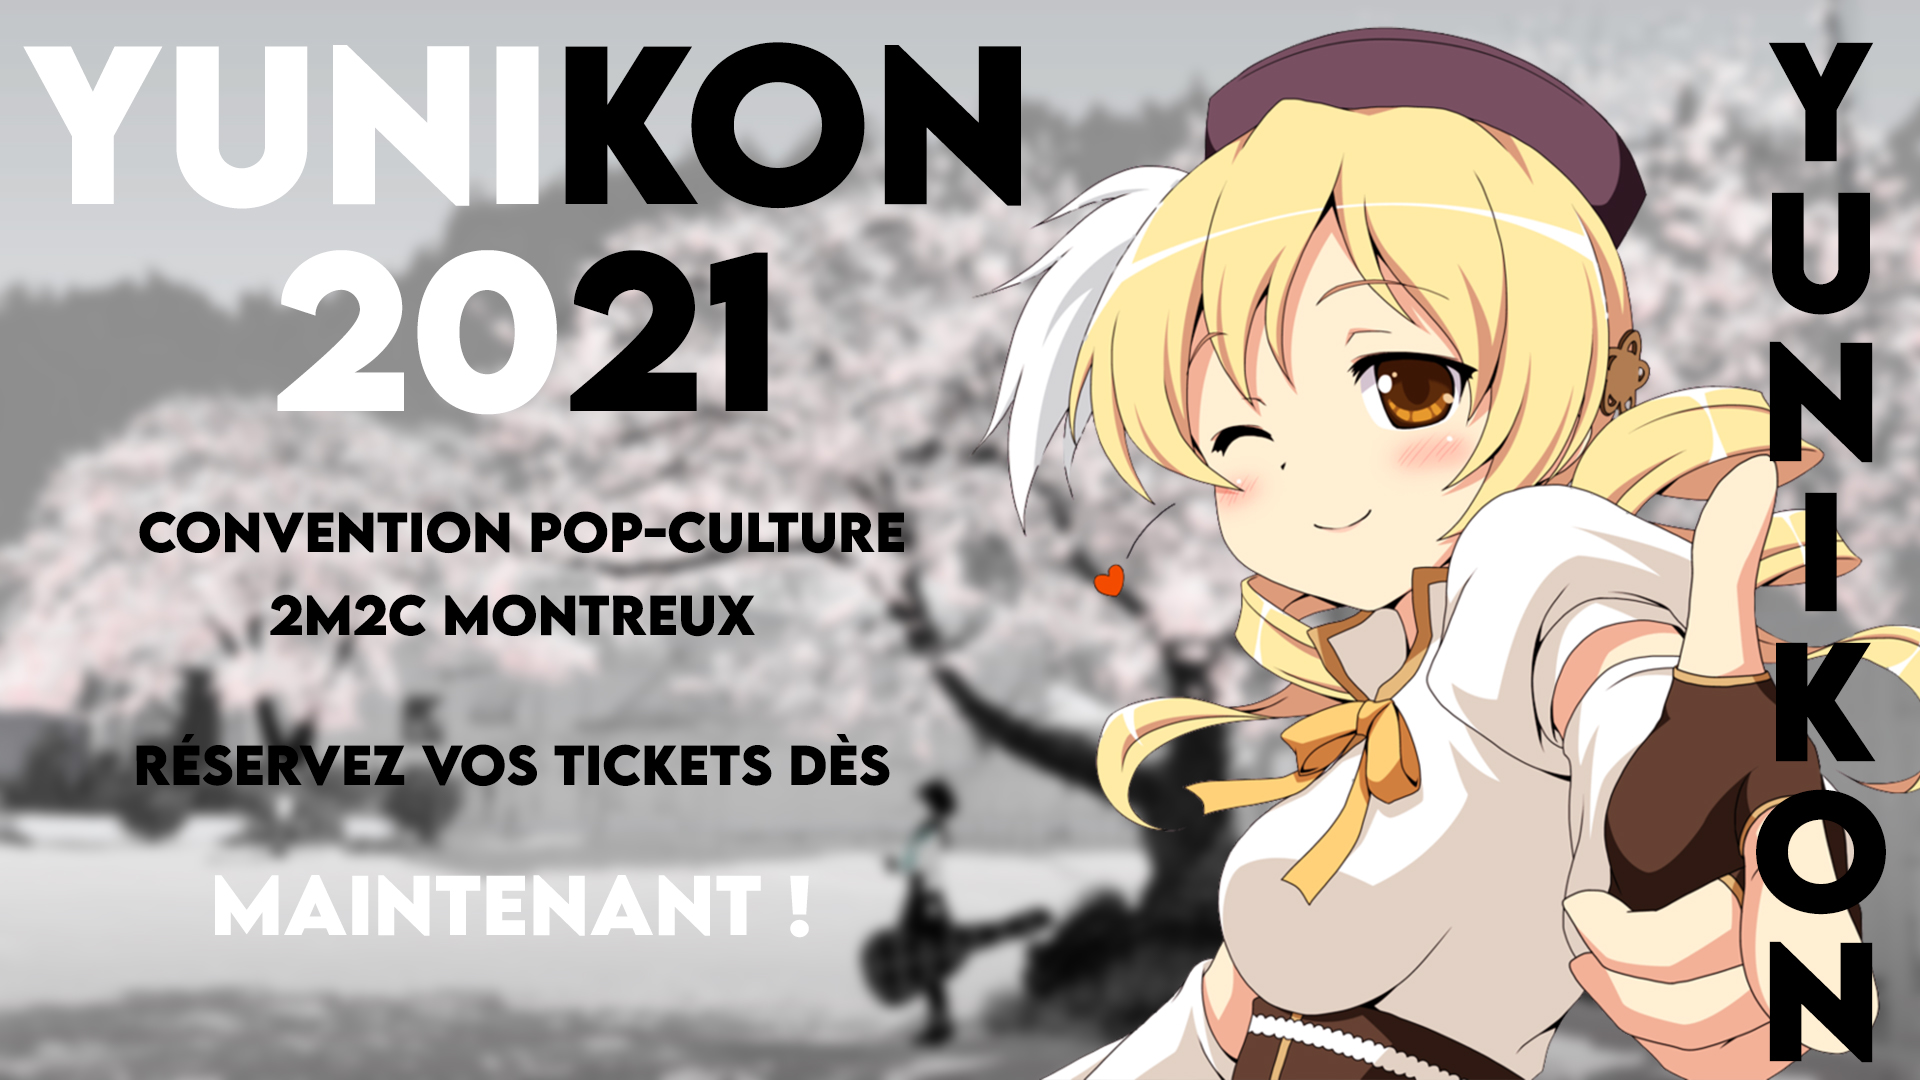 YUNIKON
2021
CONVENTION POP-CULTURE
2M2C MONTREUX
RÉSERVEZ VOS TICKETS DÈS
MAINTENANT !
YUNIKON